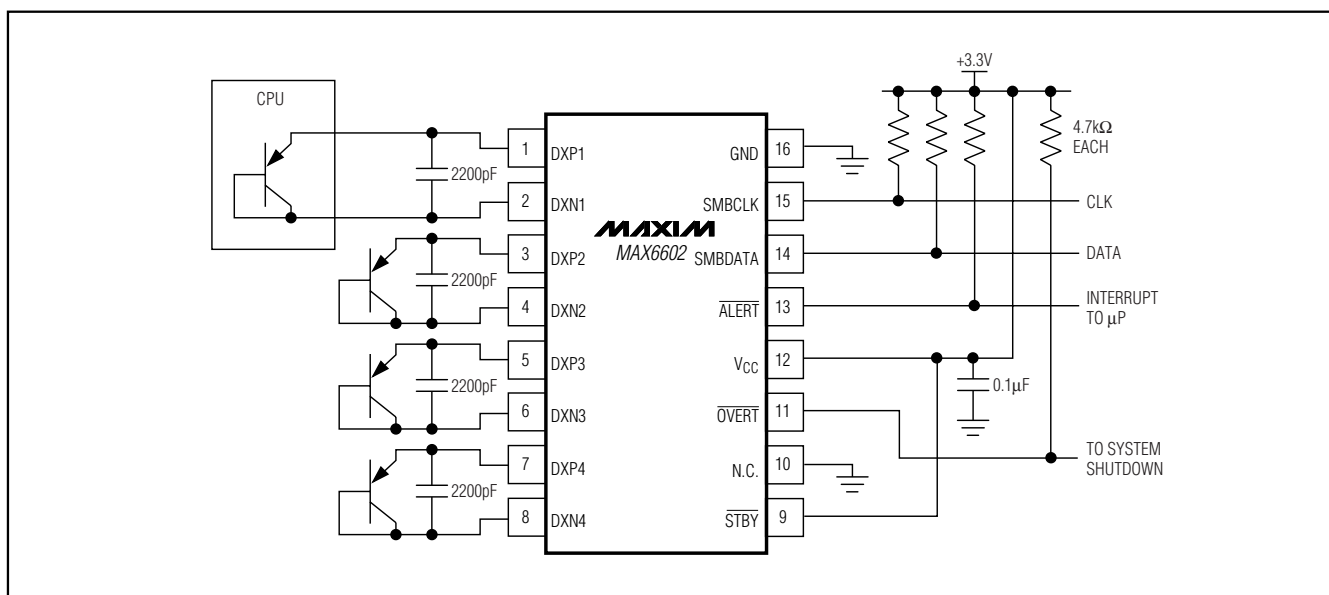 +3.3V
CPU
4.7kΩ
EACH
1
DXP1
GND
16
2200pF
2
DXN1
SMBCLK
15
CLK
MAXIM
MAX6602
3
DXP2
SMBDATA
14
DATA
2200pF
4
DXN2
ALERT
13
INTERRUPT
TO µP
5
DXP3
VCC
12
2200pF
0.1µF
6
DXN3
OVERT
11
7
DXP4
N.C.
10
TO SYSTEM
SHUTDOWN
2200pF
8
DXN4
STBY
9